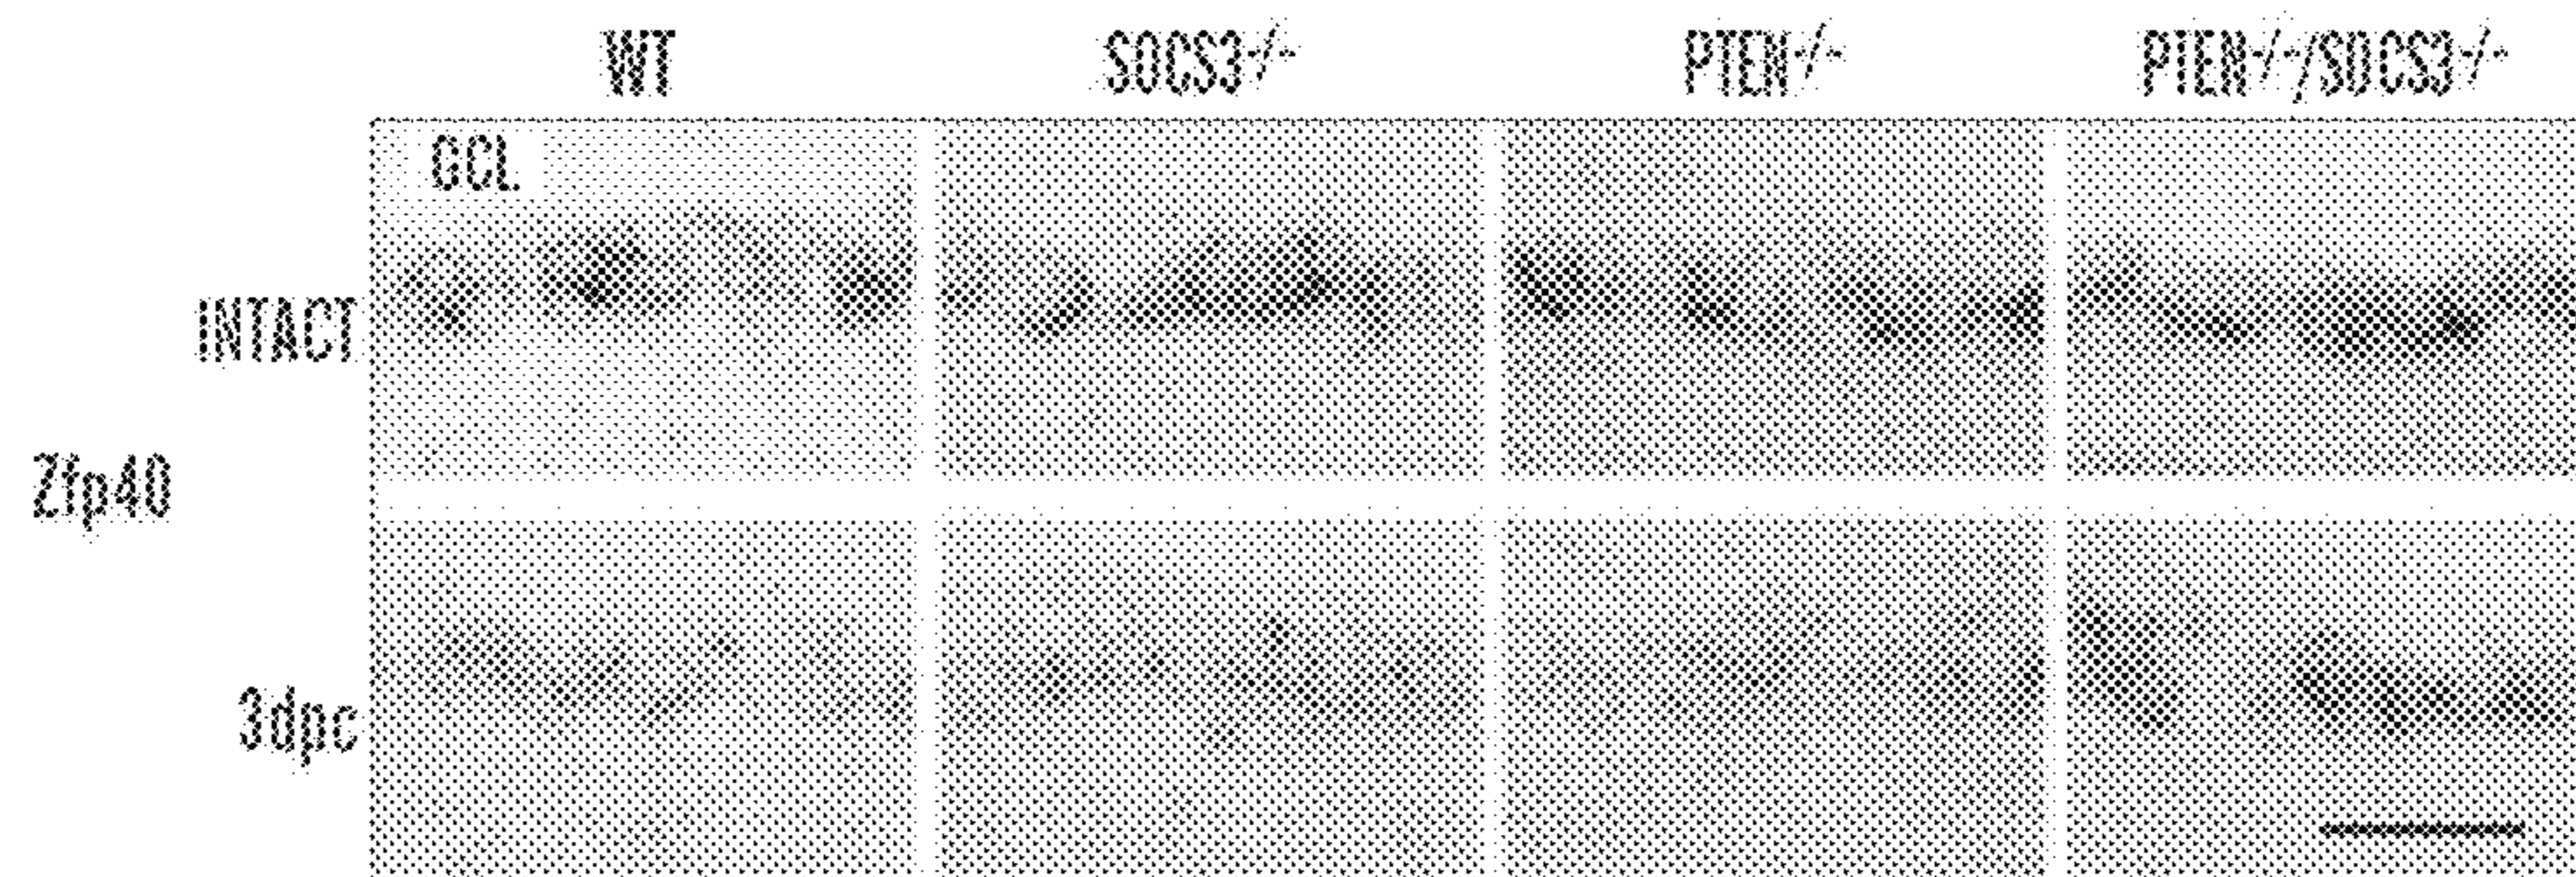 WT SOCS3-/- PTEN-/- PTEN-/-/SOCS3-/-
GCL
INTACT
Zfp40
3dpc